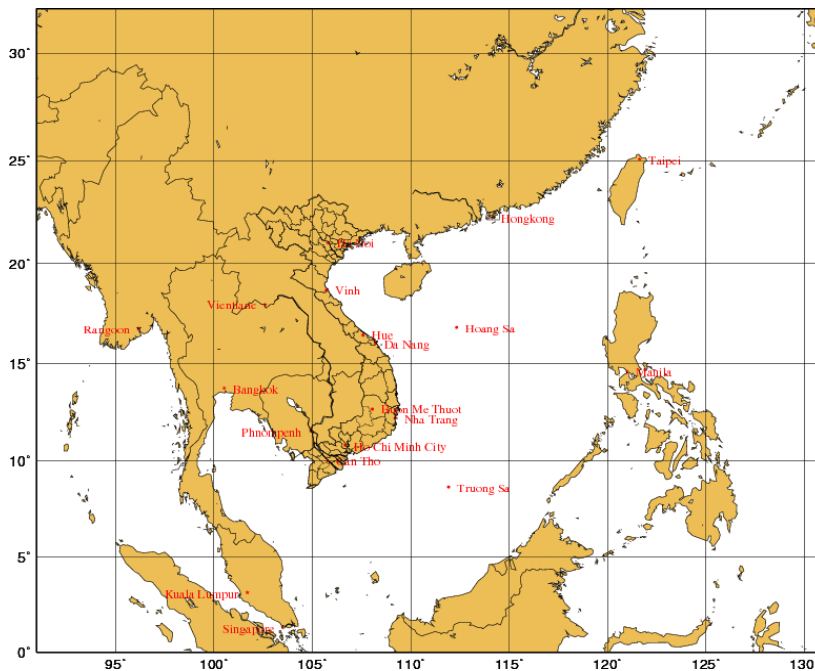 30°
25°
Taipei
Hongkong
20°
Vinh
Vientiane
Rangoon
Hue
Hoang Sa
Da Nang
15°
Manila
Bangkok
Buon Me Thuot
Nha Trang
Phnompenh
Ho Chi Minh City
10°
Can Tho
Truong Sa
5°
Kuala Lumpur
Singapore
0°
95°
100°
105°
110°
115°
120°
125°
130